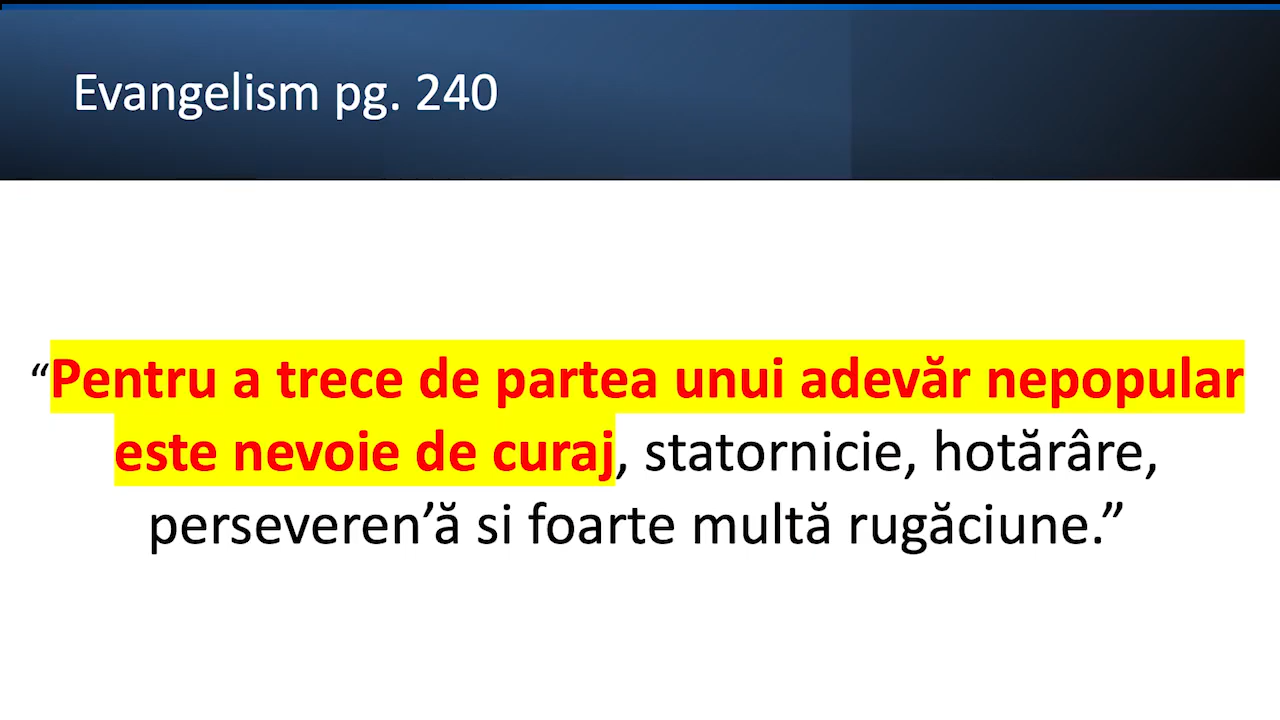 Evangelism pg. 240
“Pentru a trece de partea unui adevăr nepopular
este nevoie de curaj, statornicie, hotărâre,
perseveren’ă si foarte multă rugăciune.”